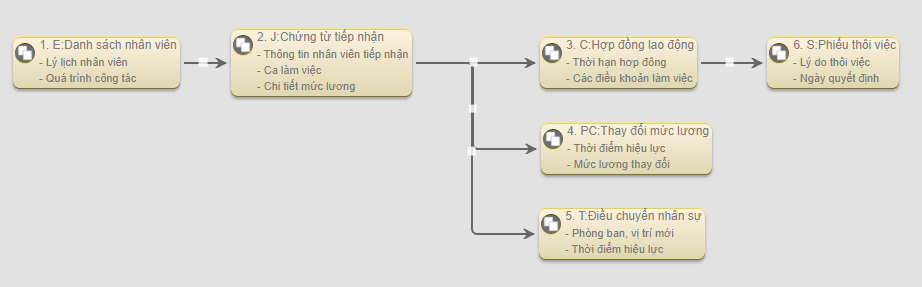 1. E:Danh sách nhân viên
- Lý lịch nhân viên
- Quá trình công tác
2. J:Chứng từ tiếp nhận
- Thông tin nhân viên tiếp nhận
- Ca làm việc
- Chi tiết mức lương
3. C:Hợp đồng lao động
- Thời hạn hợp đông
- Các điều khoản làm việc
6. S:Phiếu thôi việc
- Lý do thôi việc
- Ngày quyết định
4. PC:Thay đổi mức lương
- Thời điểm hiệu lực
- Mức lương thay đổi
5. T:Điều chuyển nhân sự
- Phòng ban, vị trí mới
- Thời điểm hiệu lực